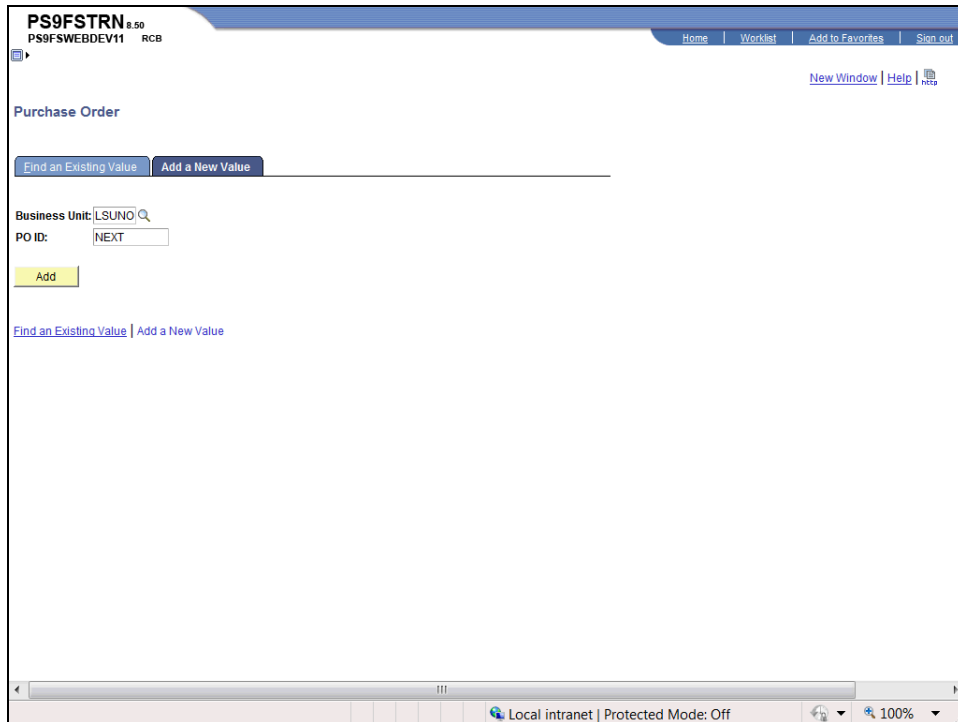 PS9FSTRN 8.50
PS9FSWEBDEV11 RCB
Home | Worklist | Add to Favorites | Sign out
New Window | Help | http
Purchase Order
Find an Existing Value Add a New Value
Business Unit: LSUNO
PO ID: NEXT
Add
Find an Existing Value | Add a New Value
Local intranet | Protected Mode: Off 100%